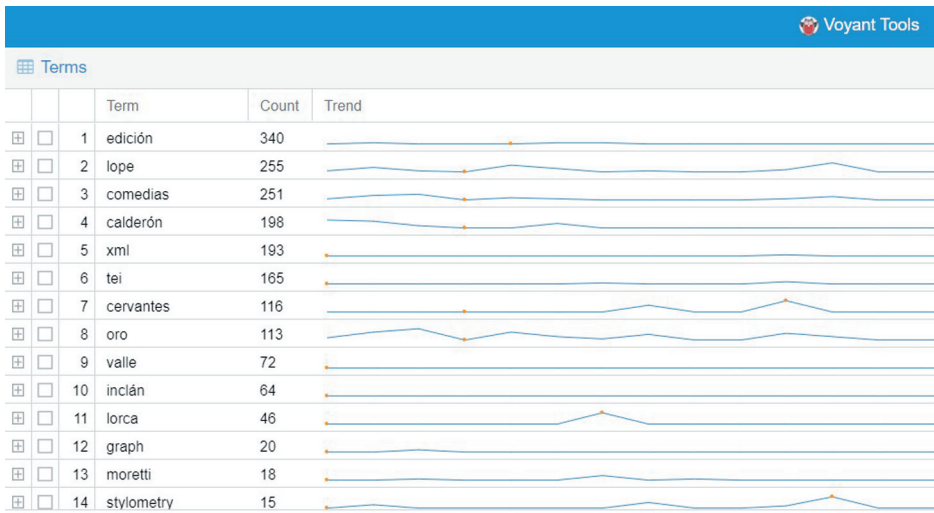 Voyant Tools
Terms
Term Count Trend
1 edición 340
2 lope 255
3 comedias 251
4 calderón 198
5 xml 193
6 tei 165
7 cervantes 116
8 oro 113
9 valle 72
10 inclán 64
11 lorca 46
12 graph 20
13 moretti 18
14 stylometry 15